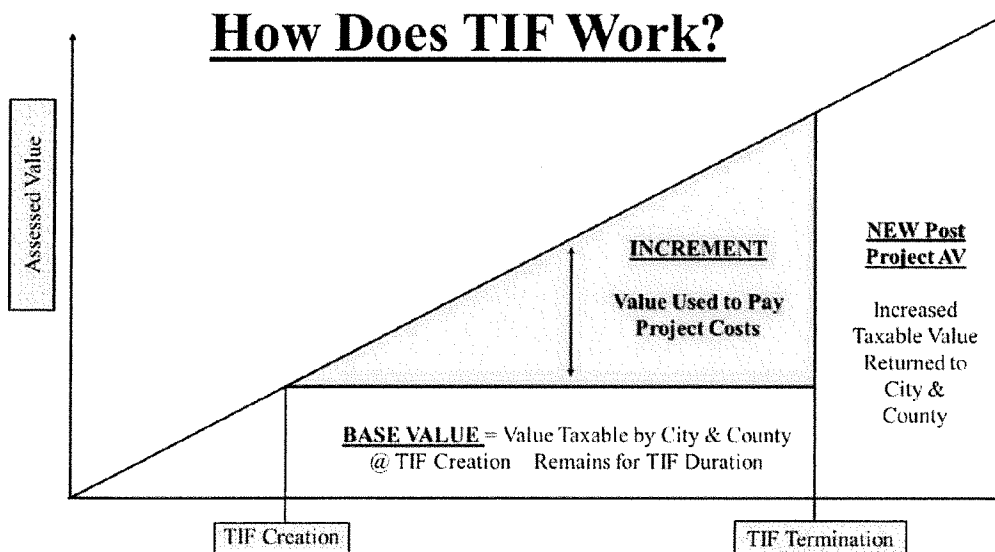 How Does TIF Work?
Assessed Value
INCREMENT
Value Used to Pay
Project Costs
NEW Post
Project AV
Increased
Taxable Value
Returned to
City &
County
BASE VALUE = Value Taxable by City & County
@ TIF Creation Remains for TIF Duration
TIF Creation
TIF Termination